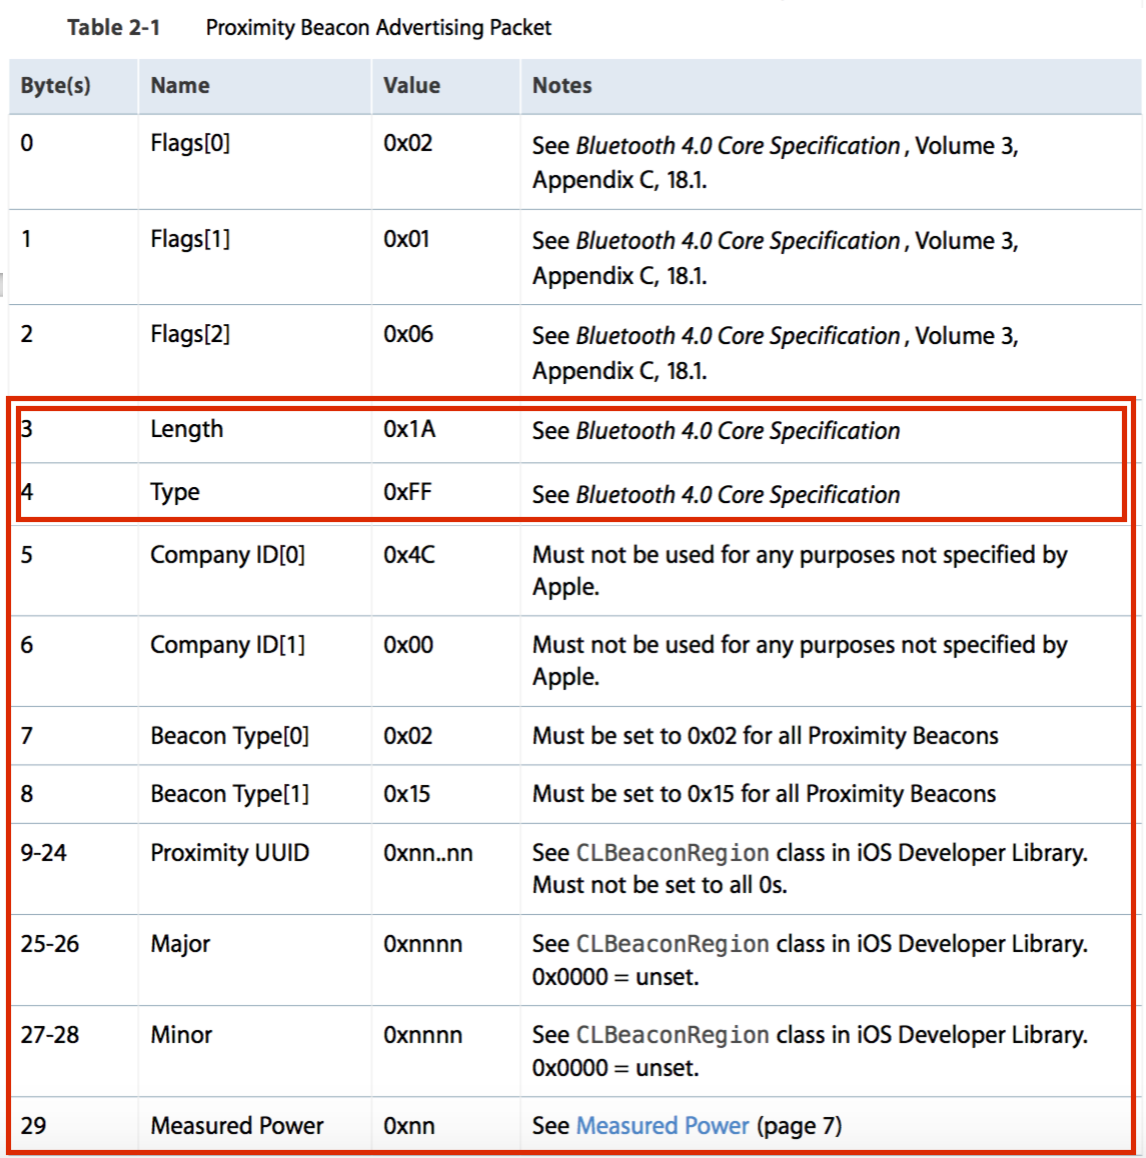 Table 2-1 Proximity Beacon Advertising Packet
Byte(s) Name Value Notes
0 Flags[0] 0x02 See Bluetooth 4.0 Core Specification, Volume 3,
Appendix C, 18.1.
1 Flags[1] 0x01 See Bluetooth 4.0 Core Specification, Volume 3,
Appendix C, 18.1.
2 Flags[2] 0x06 See Bluetooth 4.0 Core Specification, Volume 3,
Appendix C, 18.1.
3 Length 0x1A See Bluetooth 4.0 Core Specification
4 Type 0xFF See Bluetooth 4.0 Core Specification
5 Company ID[0] 0x4C Must not be used for any purposes not specified by
Apple.
6 Company ID[1] 0x00 Must not be used for any purposes not specified by
Apple.
7 Beacon Type[0] 0x02 Must be set to 0x02 for all Proximity Beacons
8 Beacon Type[1] 0x15 Must be set to 0x15 for all Proximity Beacons
9-24 Proximity UUID 0xnn..nn See CLBeaconRegion class in iOS Developer Library.
Must not be set to all 0s.
25-26 Major 0xnnnn See CLBeaconRegion class in iOS Developer Library.
0x0000 = unset.
27-28 Minor 0xnnnn See CLBeaconRegion class in iOS Developer Library.
0x0000 = unset.
29 Measured Power 0xnn See Measured Power (page 7)